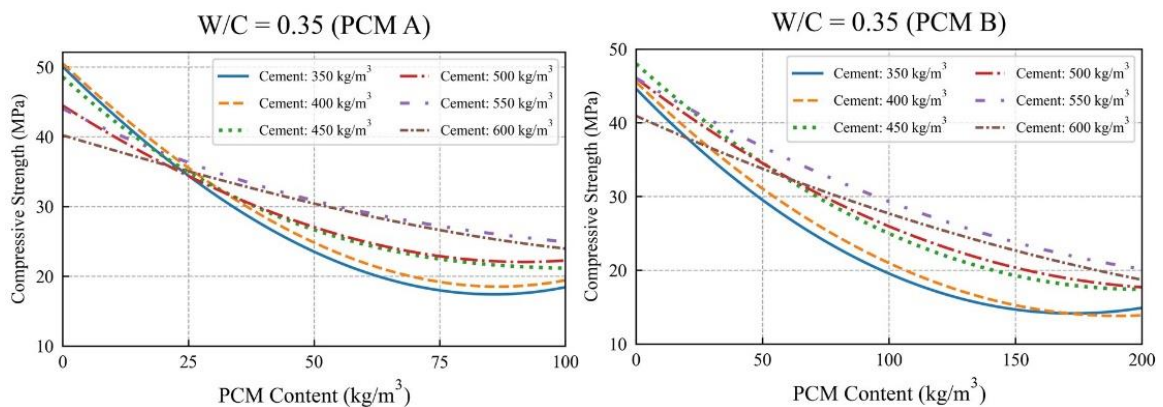 W/C = 0.35 (PCM A)
50
40
30
20
10
0
25
50
75
100
Compressive Strength (MPa)
PCM Content (kg/m³)
Cement: 350 kg/m³
Cement: 400 kg/m³
Cement: 450 kg/m³
Cement: 500 kg/m³
Cement: 550 kg/m³
Cement: 600 kg/m³
W/C = 0.35 (PCM B)
50
40
30
20
10
0
50
100
150
200
Compressive Strength (MPa)
PCM Content (kg/m³)
Cement: 350 kg/m³
Cement: 400 kg/m³
Cement: 450 kg/m³
Cement: 500 kg/m³
Cement: 550 kg/m³
Cement: 600 kg/m³